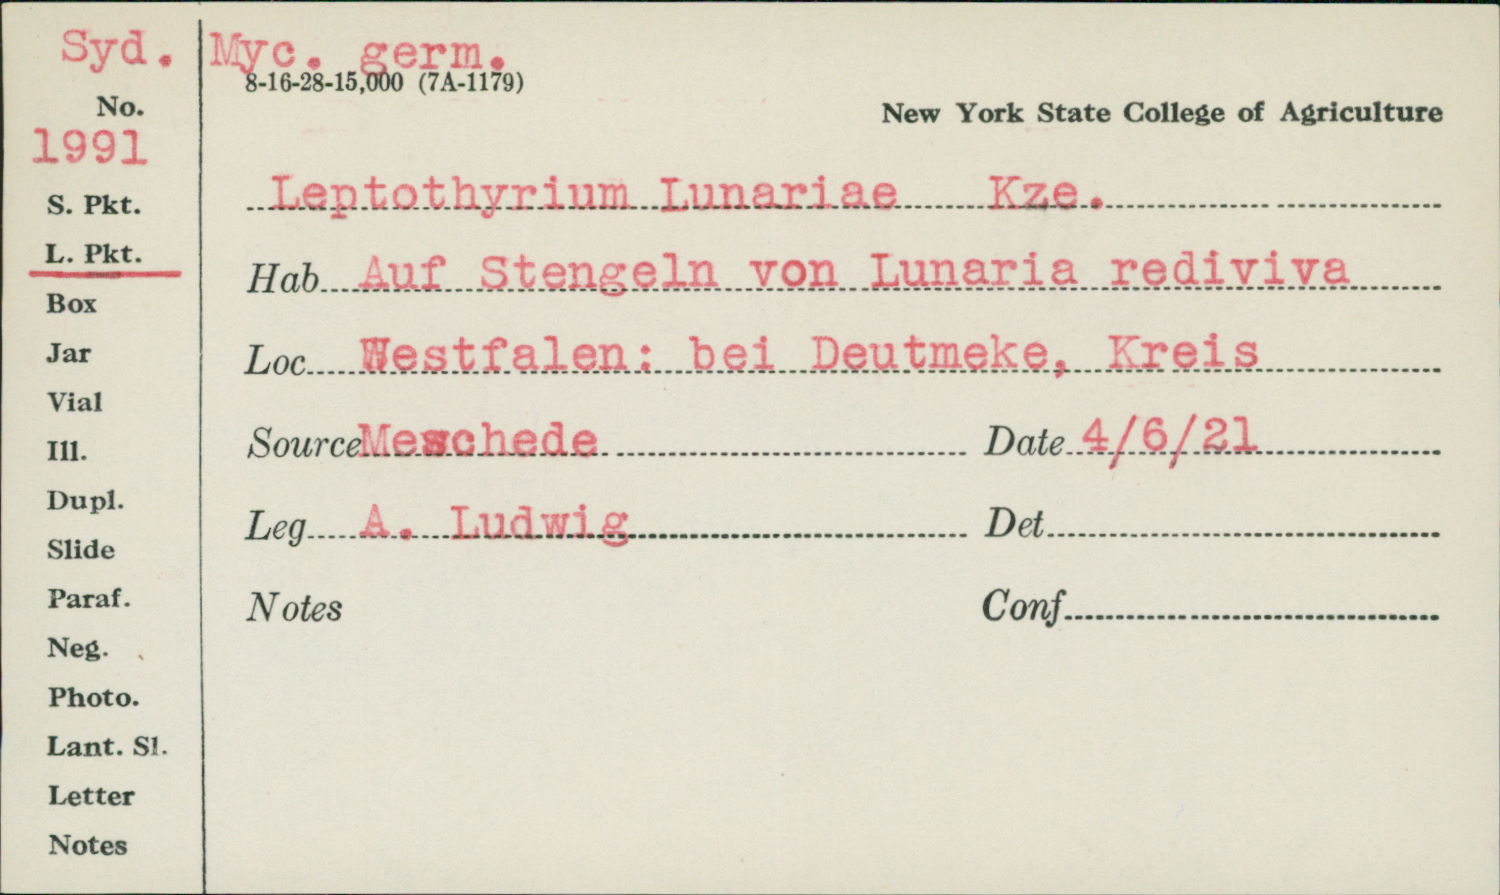 Syd. Myc. germ.
8-16-28-15,000 (7A-1179)
No.
New York State College of Agriculture
1991
S. Pkt.
L. Pkt.
Box
Jar
Vial
Ill.
Dupl.
Slide
Paraf.
Neg.
Photo.
Lant. Sl.
Letter
Notes
Leptothyrium Lunariae Kze.
Hab Auf Stengeln von Lunaria rediviva
Loc Westfalen: bei Deutmeke, Kreis
Source Meschede Date 4/6/21
Leg A. Ludwig Det
Notes Conf